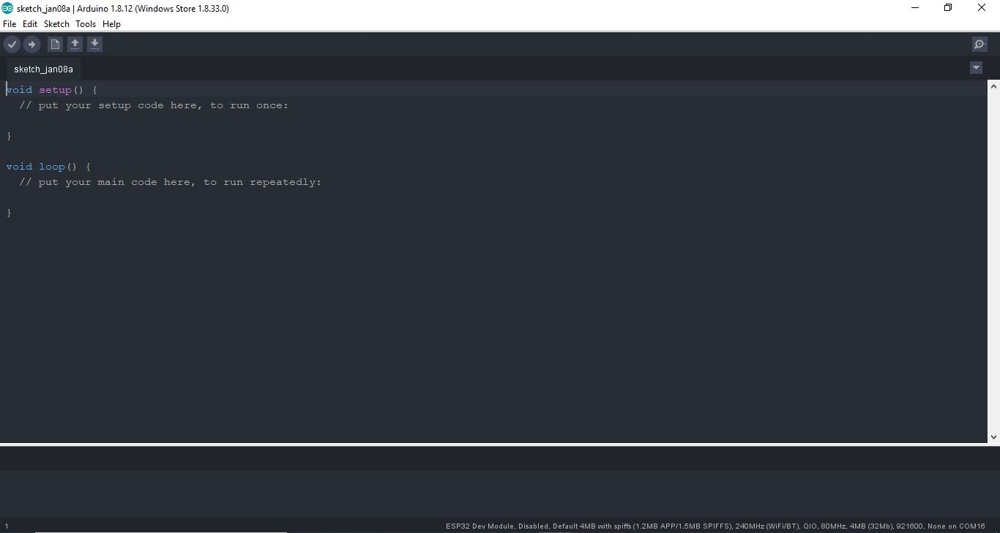 sketch_jan08a | Arduino 1.8.12 (Windows Store 1.8.33.0)
File Edit Sketch Tools Help
sketch_jan08a
void setup() {
  // put your setup code here, to run once:
}
void loop() {
  // put your main code here, to run repeatedly:
}
1 ESP32 Dev Module, Disabled, Default 4MB with spiffs (1.2MB APP/1.5MB SPIFFS), 240MHz (WiFi/BT), QIO, 80MHz, 4MB (32Mb), 921600, None on COM16